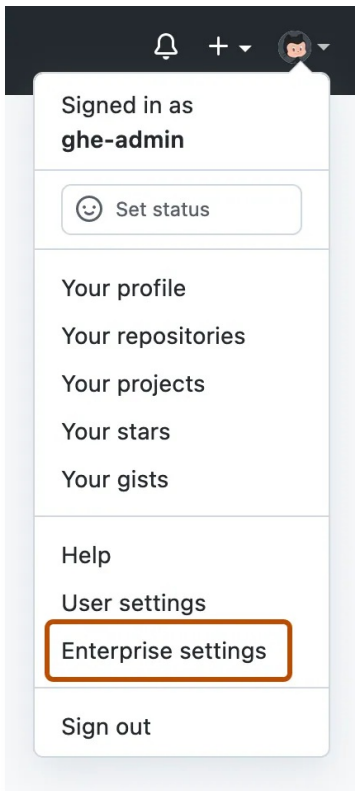 Signed in as
ghe-admin
Set status
Your profile
Your repositories
Your projects
Your stars
Your gists
Help
User settings
Enterprise settings
Sign out